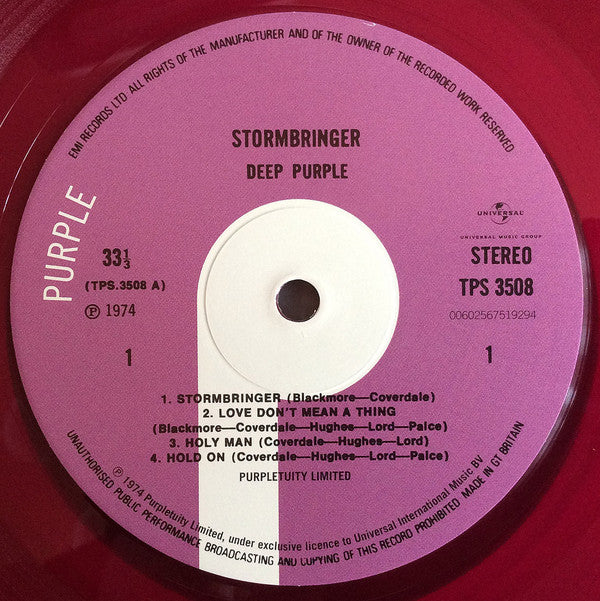 EMI RECORDS LTD ALL RIGHTS OF THE MANUFACTURER AND OF THE OWNER OF THE RECORDED WORK RESERVED
STORMBRINGER
DEEP PURPLE
PURPLE
33⅓
(TPS.3508 A)
Ⓟ 1974
1
UNIVERSAL
UNIVERSAL MUSIC GROUP
STEREO
TPS 3508
00602567519294
1
1. STORMBRINGER (Blackmore—Coverdale)
2. LOVE DON'T MEAN A THING
(Blackmore—Coverdale—Hughes—Lord—Paice)
3. HOLY MAN (Coverdale—Hughes—Lord)
4. HOLD ON (Coverdale—Hughes—Lord—Paice)
PURPLETUITY LIMITED
Ⓟ 1974 Purpletuity Limited, under exclusive licence to Universal International Music BV
UNAUTHORISED PUBLIC PERFORMANCE BROADCASTING AND COPYING OF THIS RECORD PROHIBITED MADE IN GT BRITAIN